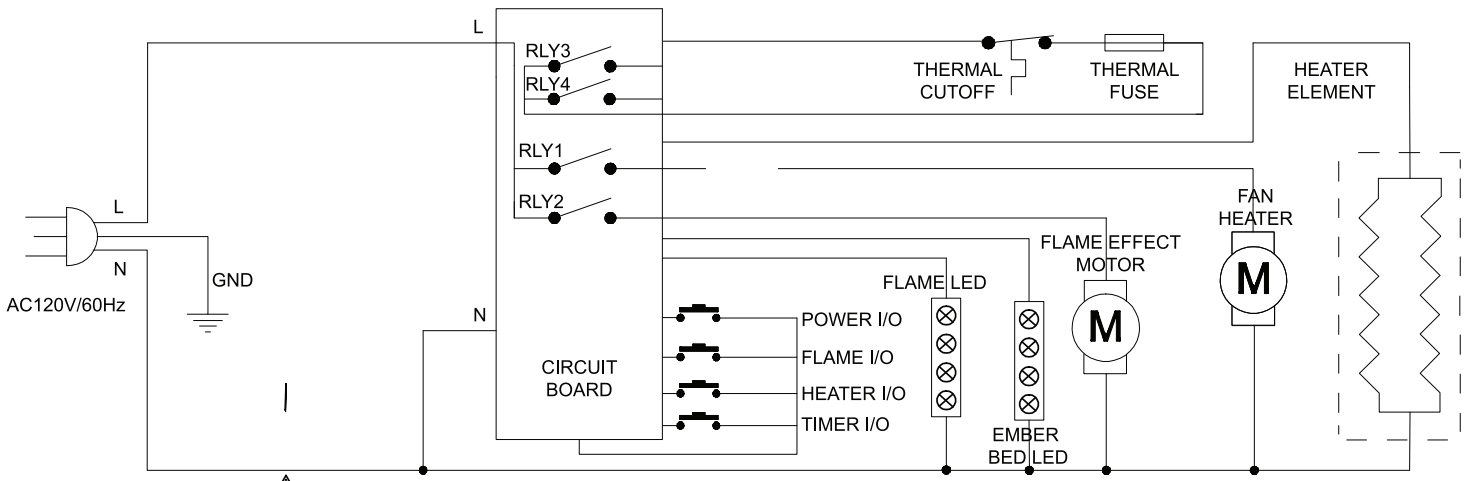 L
RLY3
RLY4
THERMAL
CUTOFF
THERMAL
FUSE
HEATER
ELEMENT
RLY1
RLY2
L
N
GND
AC120V/60Hz
FAN
HEATER
M
FLAME EFFECT
MOTOR
M
FLAME LED
N
POWER I/O
FLAME I/O
HEATER I/O
TIMER I/O
CIRCUIT
BOARD
EMBER
BED LED